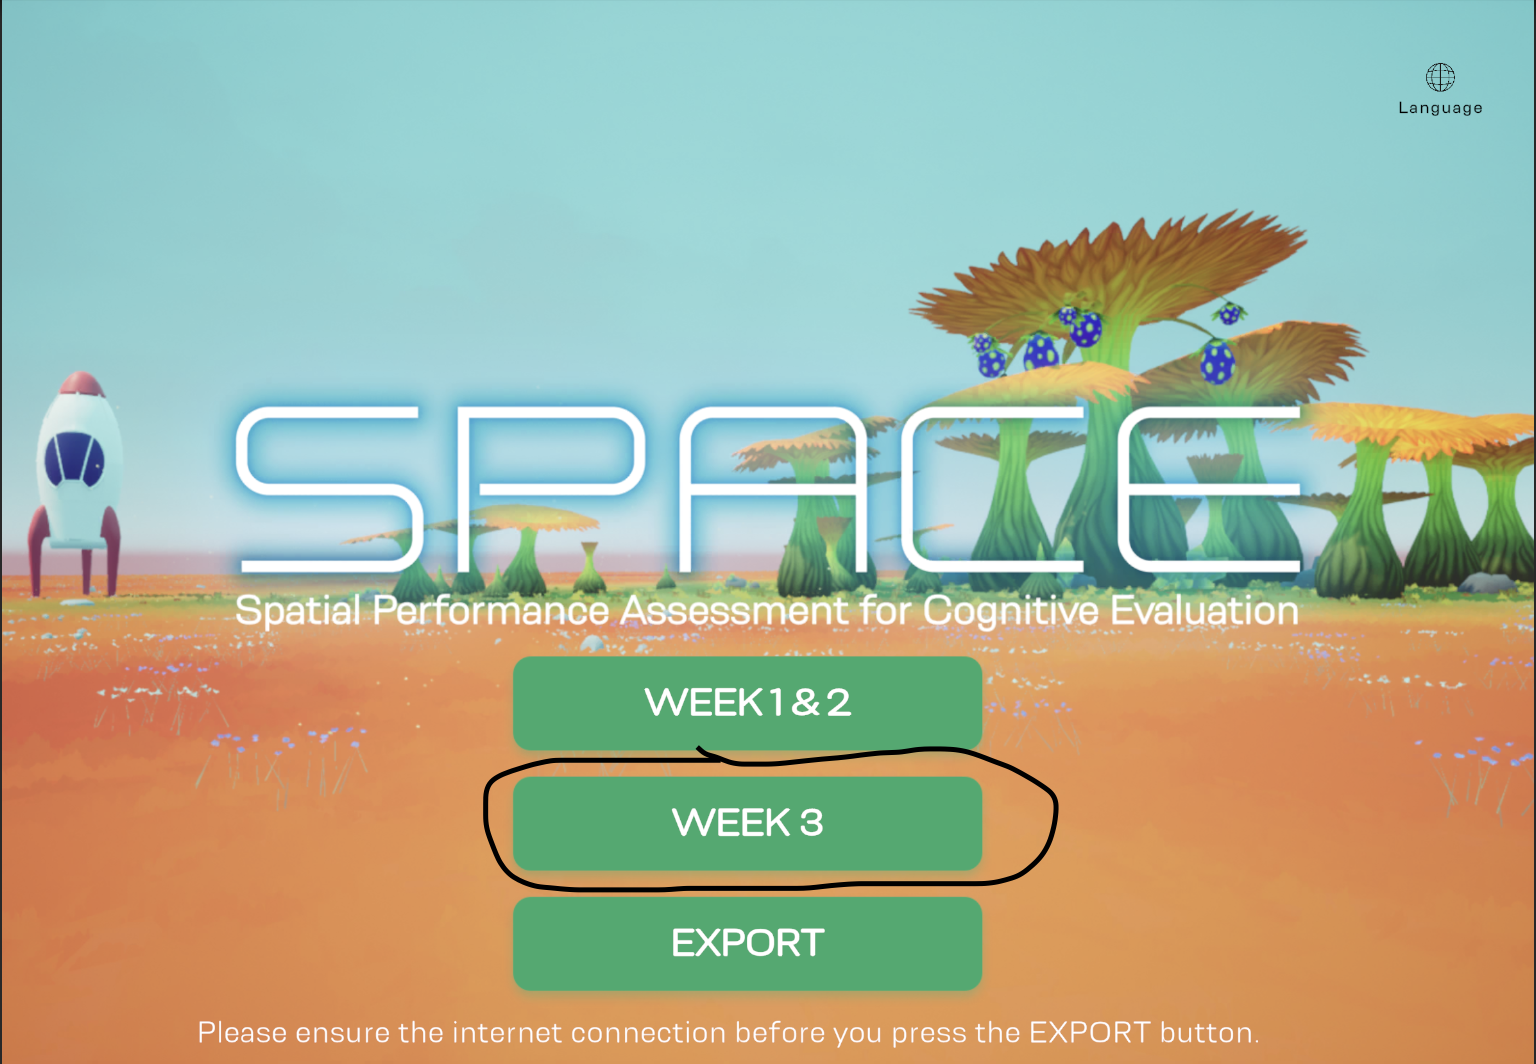 Language
SPACE
Spatial Performance Assessment for Cognitive Evaluation
WEEK 1 & 2
WEEK 3
EXPORT
Please ensure the internet connection before you press the EXPORT button.